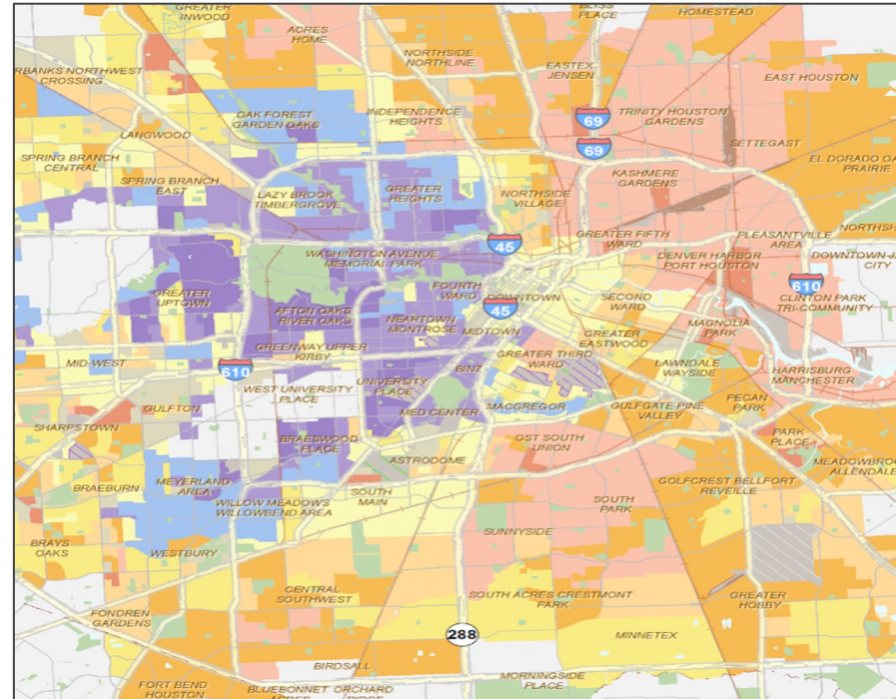 GREATER
INWOOD
ACRES
HOME
BLISS
PLACE
HOMESTEAD
NORTHSIDE
NORTHLINE
EASTEX
JENSEN
EAST HOUSTON
RBANKS NORTHWEST
CROSSING
OAK FOREST
GARDEN OAKS
INDEPENDENCE
HEIGHTS
69
TRINITY HOUSTON
GARDENS
LANGWOOD
69
SETTEGAST
SPRING BRANCH
CENTRAL
EL DORADO OA
PRAIRIE
SPRING BRANCH
EAST
LAZY BROOK
TIMBERGROVE
GREATER
HEIGHTS
NORTHSIDE
VILLAGE
KASHMERE
GARDENS
NORTHSH
WASHINGTON AVENUE
MEMORIAL PARK
45
GREATER FIFTH
WARD
PLEASANTVILLE
AREA
DENVER HARBOR
PORT HOUSTON
DOWNTOWN J
CITY
GREATER
UPTOWN
FOURTH
WARD
DOWNTOWN
SECOND
WARD
610
CLINTON PARK
TRI-COMMUNITY
AFTON OAKS
RIVER OAKS
NEARTOWN
MONTROSE
45
MIDTOWN
MAGNOLIA
PARK
GREENWAY UPPER
KIRBY
GREATER
EASTWOOD
MID-WEST
610
BINZ
GREATER THIRD
WARD
LAWNDALE
WAYSIDE
HARRISBURG
MANCHESTER
WEST UNIVERSITY
PLACE
UNIVERSITY
PLACE
GULFTON
MED CENTER
MACGREGOR
GULFGATE PINE
VALLEY
PECAN
PARK
SHARPSTOWN
BRAESWOOD
PLACE
OST SOUTH
UNION
PARK
PLACE
ASTRODOME
MEADOWBROO
ALLENDALE
BRAEBURN
MEYERLAND
AREA
SOUTH
MAIN
GOLFCREST BELLFORT
REVEILLE
WILLOW MEADOWS
WILLOWBEND AREA
SOUTH
PARK
SUNNYSIDE
BRAYS
OAKS
WESTBURY
CENTRAL
SOUTHWEST
SOUTH ACRES CRESTMONT
PARK
GREATER
HOBBY
FONDREN
GARDENS
288
MINNETEX
BIRDSALL
MORNINGSIDE
PLACE
FORT BEND
HOUSTON
BLUEBONNET ORCHARD